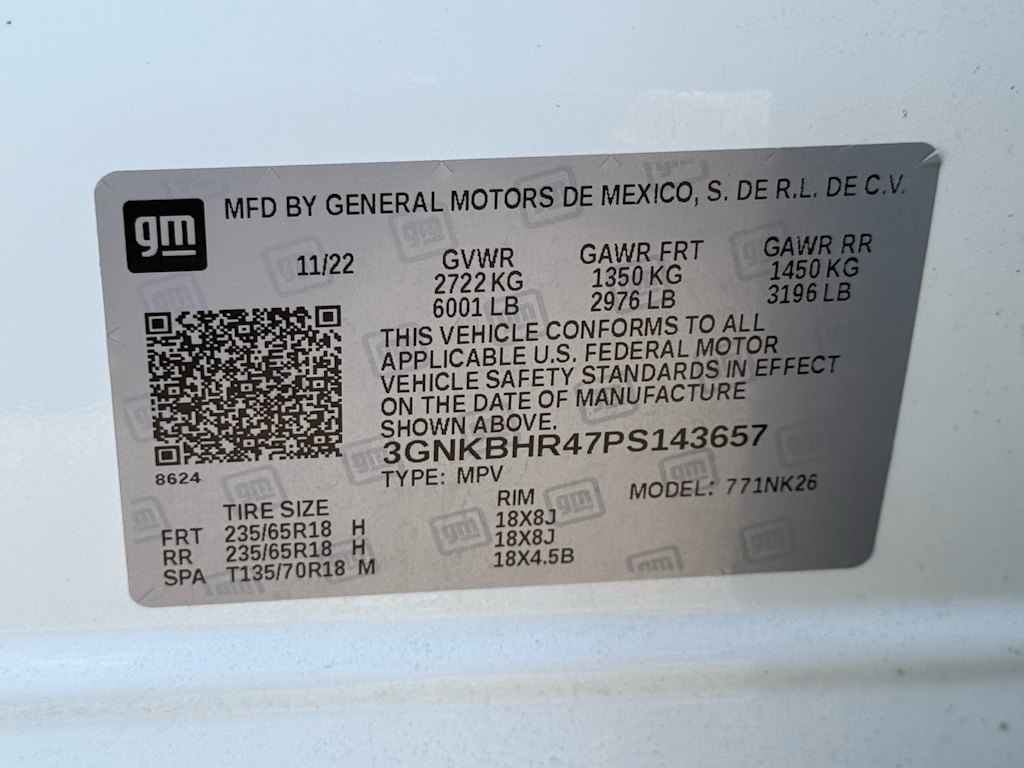 gm
MFD BY GENERAL MOTORS DE MEXICO, S. DE R.L. DE C.V.
11/22
GVWR GAWR FRT GAWR RR
2722 KG 1350 KG 1450 KG
6001 LB 2976 LB 3196 LB
THIS VEHICLE CONFORMS TO ALL
APPLICABLE U.S. FEDERAL MOTOR
VEHICLE SAFETY STANDARDS IN EFFECT
ON THE DATE OF MANUFACTURE
SHOWN ABOVE.
3GNKBHR47PS143657
8624
TYPE: MPV MODEL: 771NK26
TIRE SIZE RIM
FRT 235/65R18 H 18X8J
RR 235/65R18 H 18X8J
SPA T135/70R18 M 18X4.5B